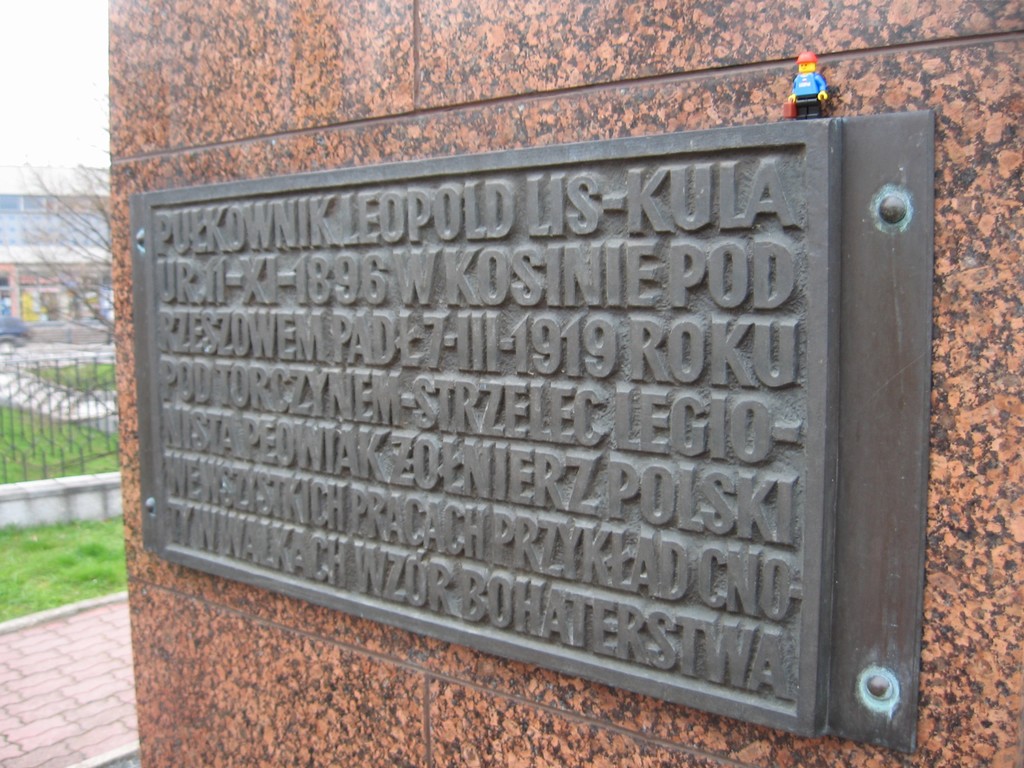 PUŁKOWNIK LEOPOLD LIS-KULA
UR.11-XI-1896 W KOSINIE POD
RZESZOWEM PADŁ 7-III-1919 ROKU
POD TORCZYNEM-STRZELEC LEGIO-
NISTA PEOWIAK ŻOŁNIERZ POLSKI
WE WSZYSTKICH PRACACH PRZYKŁAD CNO-
TY W WALKACH WZÓR BOHATERSTWA